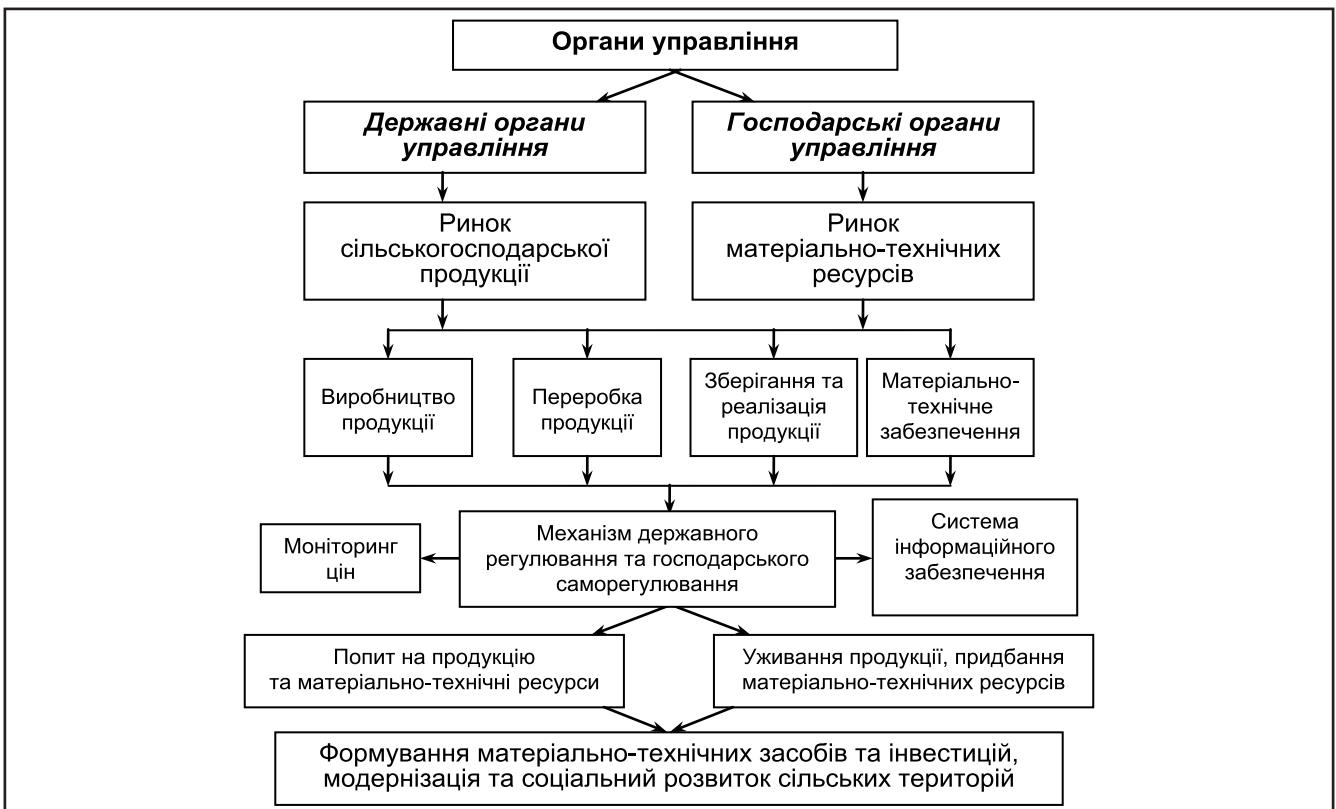 Органи управління
Державні органи
управління
Господарські органи
управління
Ринок
сільськогосподарської
продукції
Ринок
матеріально-технічних
ресурсів
Виробництво
продукції
Переробка
продукції
Зберігання та
реалізація
продукції
Матеріально-
технічне
забезпечення
Моніторинг
цін
Механізм державного
регулювання та господарського
саморегулювання
Система
інформаційного
забезпечення
Попит на продукцію
та матеріально-технічні ресурси
Уживання продукції, придбання
матеріально-технічних ресурсів
Формування матеріально-технічних засобів та інвестицій,
модернізація та соціальний розвиток сільських територій